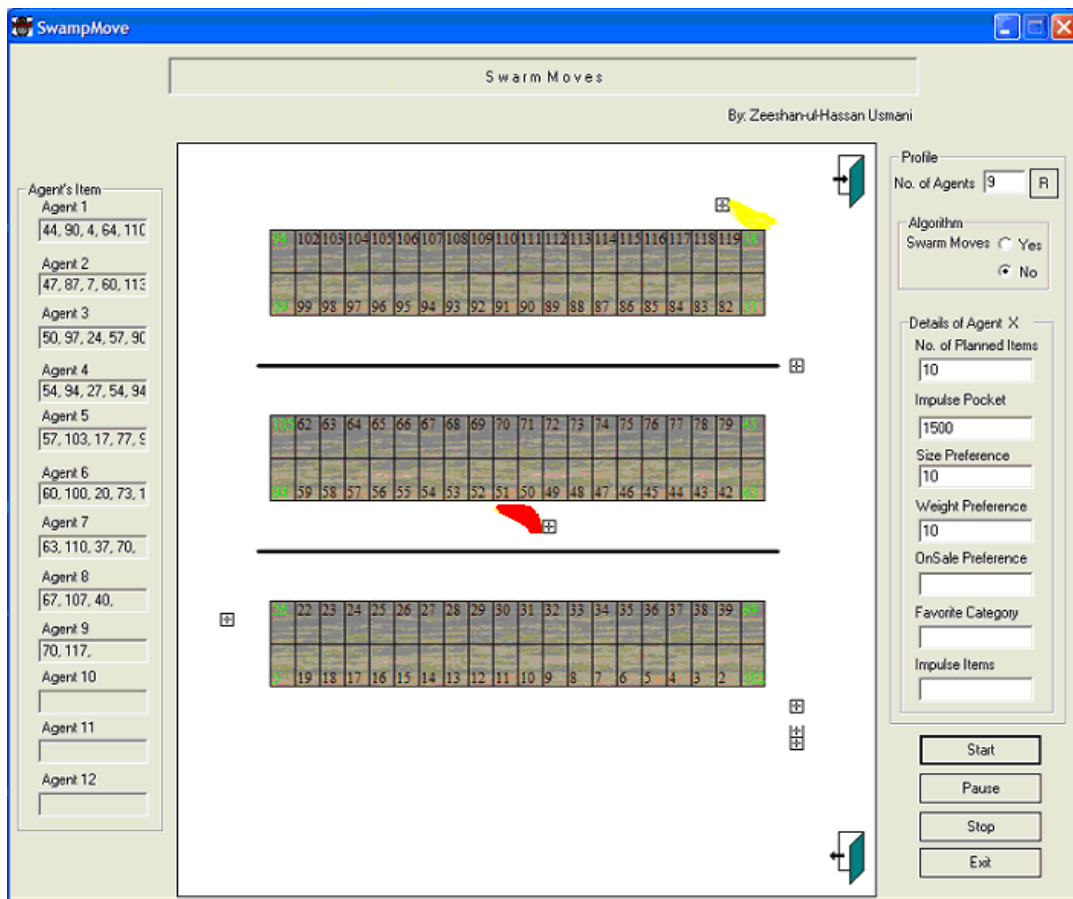 SwampMove
Swarm Moves
By: Zeeshan-ul-Hassan Usmani
Agent's Item
Agent 1
44, 90, 4, 64, 110
Agent 2
47, 87, 7, 60, 113
Agent 3
50, 97, 24, 57, 90
Agent 4
54, 94, 27, 54, 94
Agent 5
57, 103, 17, 77, 9
Agent 6
60, 100, 20, 73, 1
Agent 7
63, 110, 37, 70,
Agent 8
67, 107, 40,
Agent 9
70, 117,
Agent 10
Agent 11
Agent 12
102 103 104 105 106 107 108 109 110 111 112 113 114 115 116 117 118 119
99 98 97 96 95 94 93 92 91 90 89 88 87 86 85 84 83 82
62 63 64 65 66 67 68 69 70 71 72 73 74 75 76 77 78 79
59 58 57 56 55 54 53 52 51 50 49 48 47 46 45 44 43 42
22 23 24 25 26 27 28 29 30 31 32 33 34 35 36 37 38 39
19 18 17 16 15 14 13 12 11 10 9 8 7 6 5 4 3 2
Profile
No. of Agents 9 R
Algorithm
Swarm Moves Yes
No
Details of Agent X
No. of Planned Items
10
Impulse Pocket
1500
Size Preference
10
Weight Preference
10
OnSale Preference
Favorite Category
Impulse Items
Start
Pause
Stop
Exit